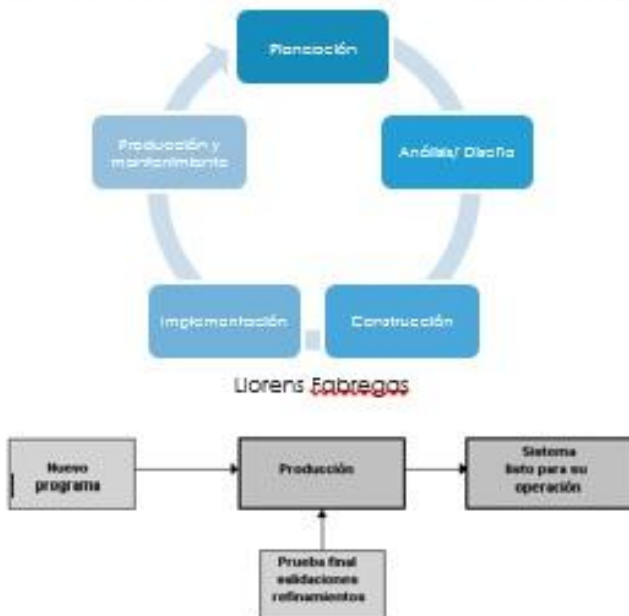 Planeación
Análisis/ Diseño
Construcción
Implementación
Producción y
mantenimiento
Llorens Fabregas
Nuevo
programa
Producción
Sistema
listo para su
operación
Prueba final
validaciones
refinamientos